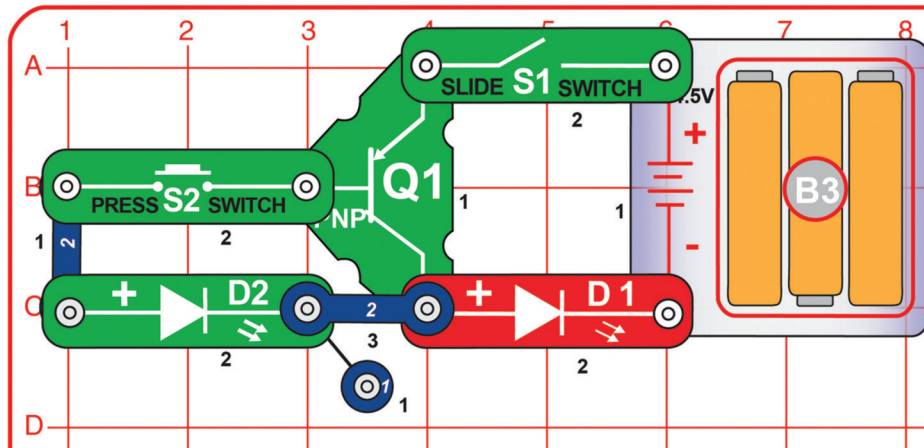 1 2 3 4 5 6 7 8
A
SLIDE S1 SWITCH
2
4.5V
+
B3
-
1
Q1
PNP
1
B
PRESS S2 SWITCH
2
1
2
C
+ D2
2
2
3
+ D1
2
1
1
D